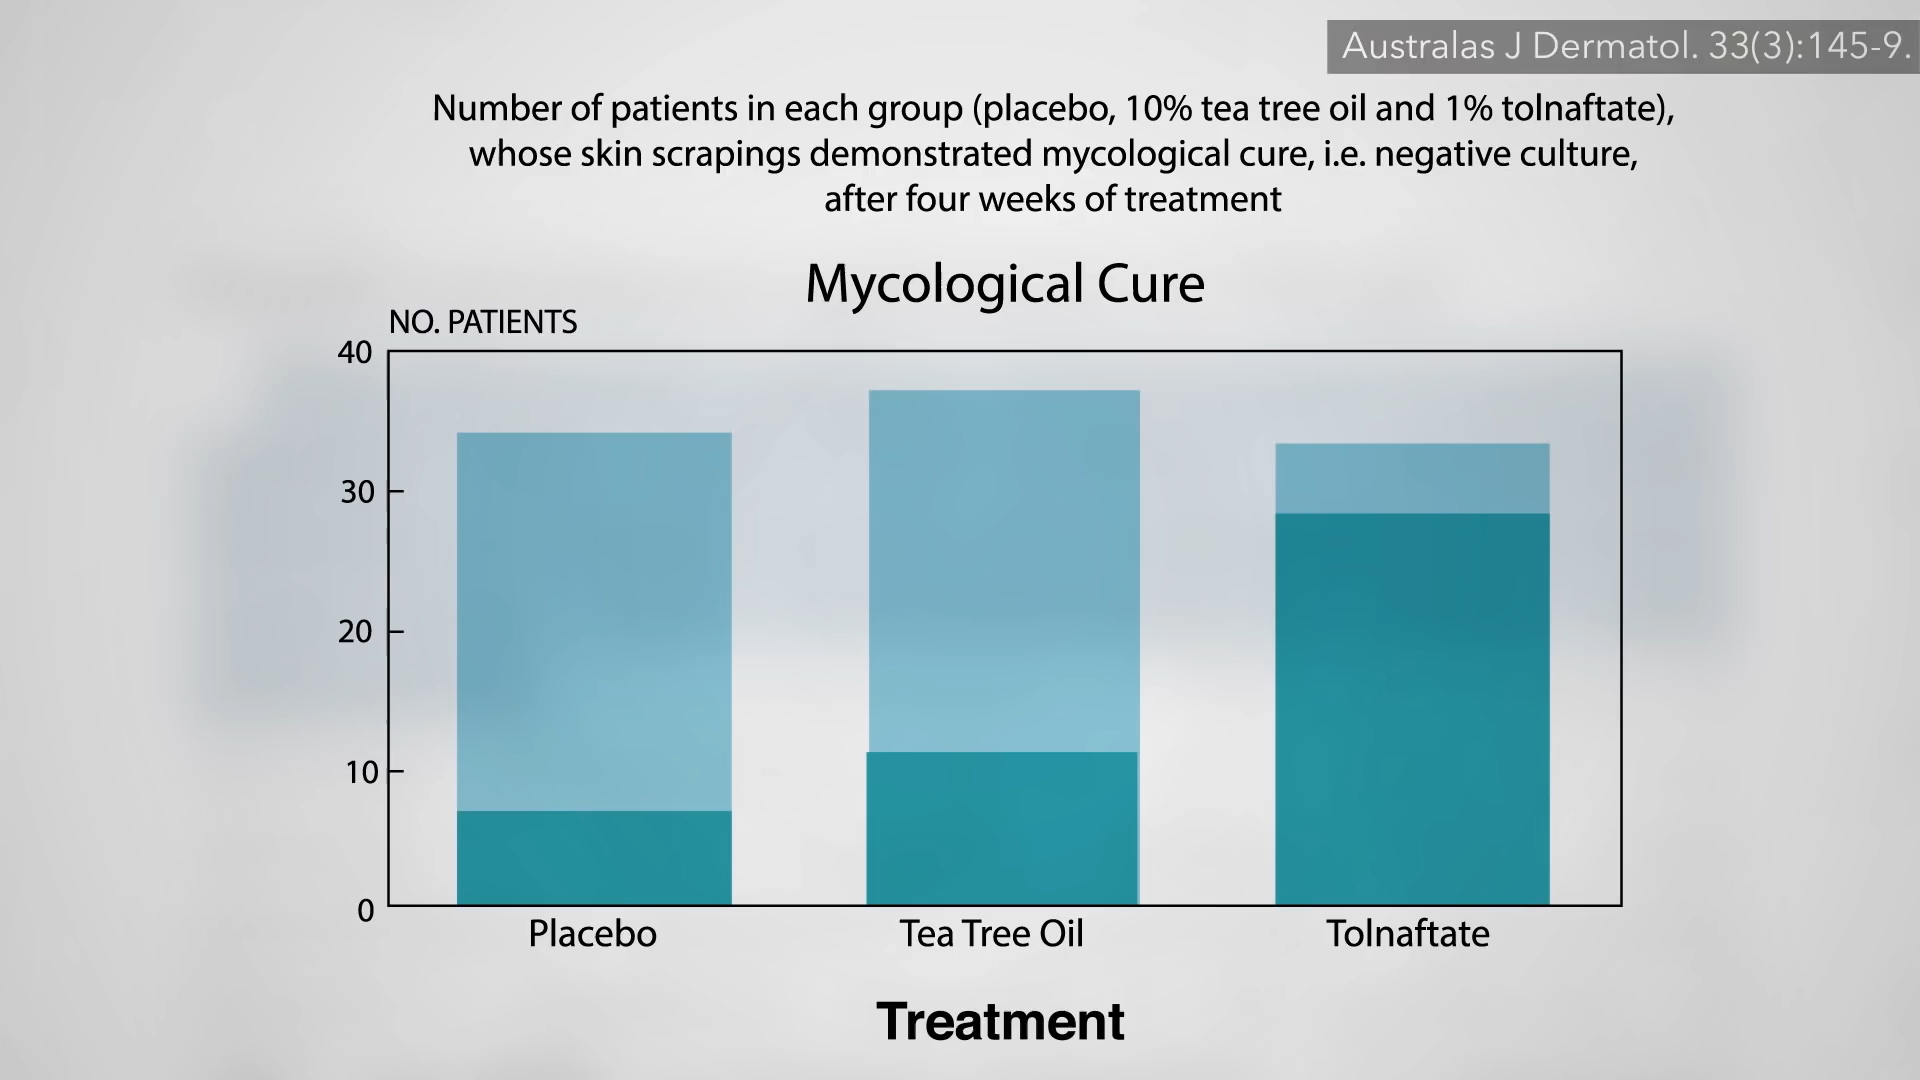 Australas J Dermatol. 33(3):145-9.
Number of patients in each group (placebo, 10% tea tree oil and 1% tolnaftate),
whose skin scrapings demonstrated mycological cure, i.e. negative culture,
after four weeks of treatment
Mycological Cure
NO. PATIENTS
40
30
20
10
0
Placebo Tea Tree Oil Tolnaftate
Treatment